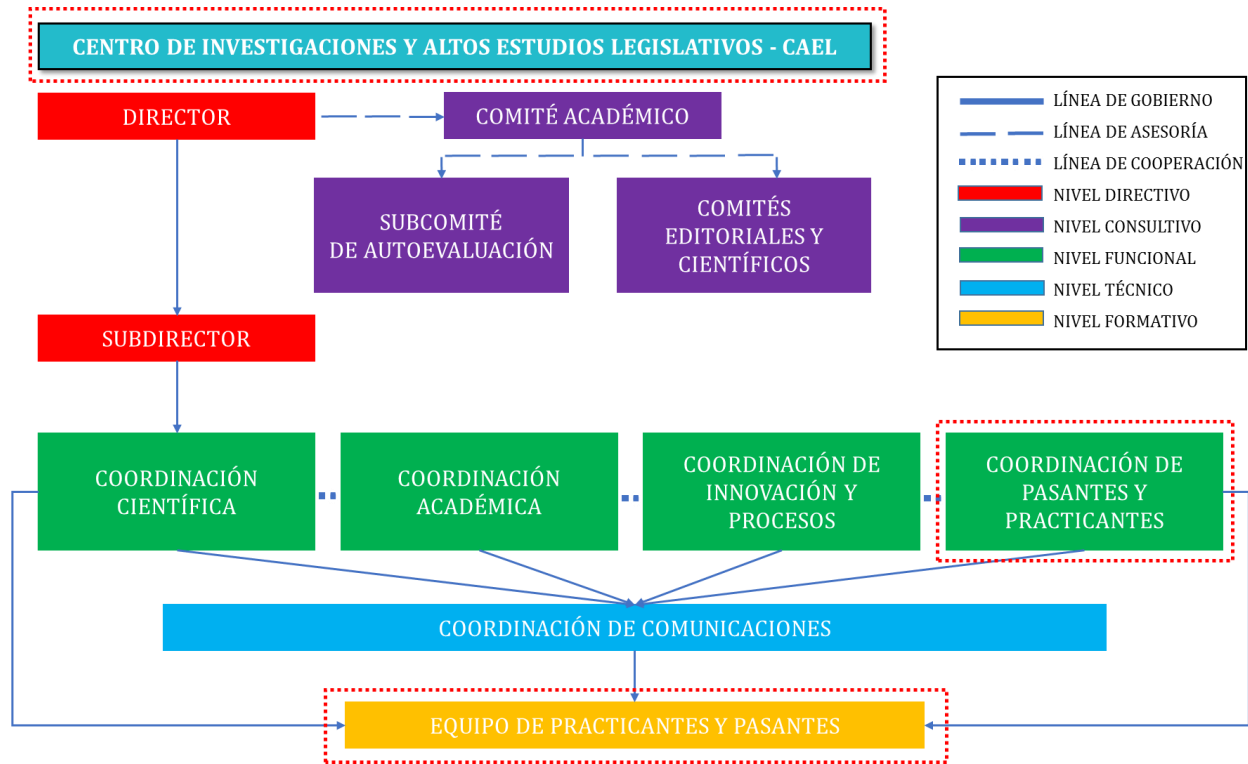 CENTRO DE INVESTIGACIONES Y ALTOS ESTUDIOS LEGISLATIVOS - CAEL
DIRECTOR
COMITÉ ACADÉMICO
SUBCOMITÉ
DE AUTOEVALUACIÓN
COMITÉS
EDITORIALES Y
CIENTÍFICOS
LÍNEA DE GOBIERNO
LÍNEA DE ASESORÍA
LÍNEA DE COOPERACIÓN
NIVEL DIRECTIVO
NIVEL CONSULTIVO
NIVEL FUNCIONAL
NIVEL TÉCNICO
NIVEL FORMATIVO
SUBDIRECTOR
COORDINACIÓN
CIENTÍFICA
COORDINACIÓN
ACADÉMICA
COORDINACIÓN DE
INNOVACIÓN Y
PROCESOS
COORDINACIÓN DE
PASANTES Y
PRACTICANTES
COORDINACIÓN DE COMUNICACIONES
EQUIPO DE PRACTICANTES Y PASANTES